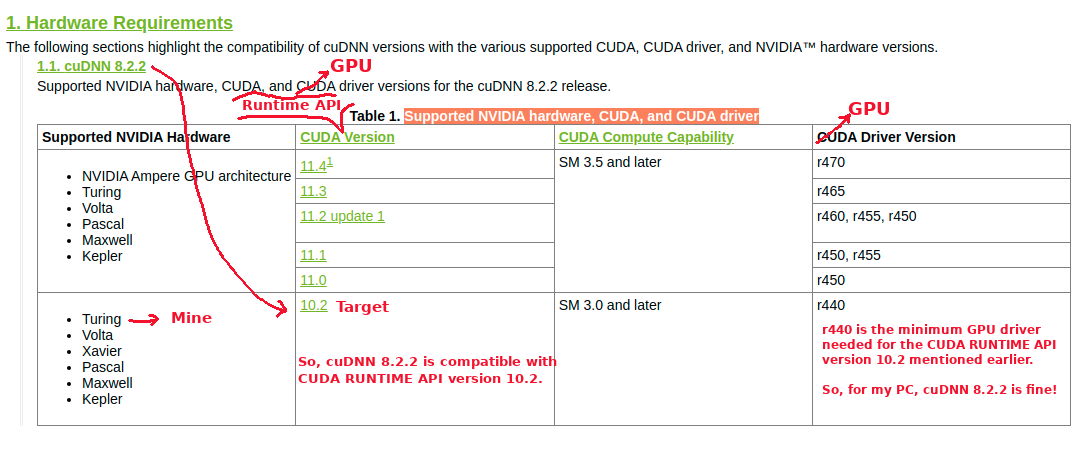 1. Hardware Requirements
The following sections highlight the compatibility of cuDNN versions with the various supported CUDA, CUDA driver, and NVIDIA™ hardware versions.
1.1. cuDNN 8.2.2
GPU
Supported NVIDIA hardware, CUDA, and CUDA driver versions for the cuDNN 8.2.2 release.
Runtime API
Table 1. Supported NVIDIA hardware, CUDA, and CUDA driver
GPU
Supported NVIDIA Hardware
CUDA Version
CUDA Compute Capability
CUDA Driver Version
NVIDIA Ampere GPU architecture
Turing
Volta
Pascal
Maxwell
Kepler
11.4¹
SM 3.5 and later
r470
11.3
r465
11.2 update 1
r460, r455, r450
11.1
r450, r455
11.0
r450
Turing
Mine
Volta
Xavier
Pascal
Maxwell
Kepler
10.2
Target
So, cuDNN 8.2.2 is compatible with
CUDA RUNTIME API version 10.2.
SM 3.0 and later
r440
r440 is the minimum GPU driver
needed for the CUDA RUNTIME API
version 10.2 mentioned earlier.
So, for my PC, cuDNN 8.2.2 is fine!